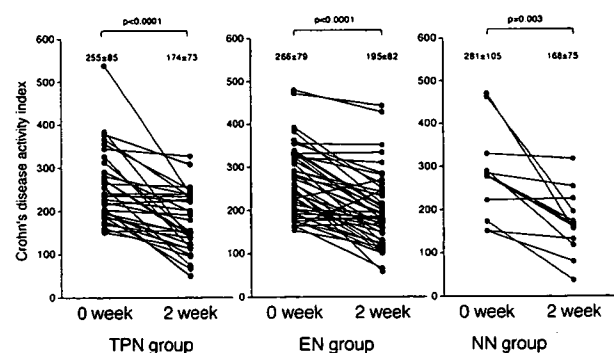 p<0.0001 p<0.0001 p=0.003
255±85 174±73 266±79 195±82 281±105 168±75
Crohn's disease activity index
600 600 600
500 500 500
400 400 400
300 300 300
200 200 200
100 100 100
0 0 0
0 week 2 week 0 week 2 week 0 week 2 week
TPN group EN group NN group